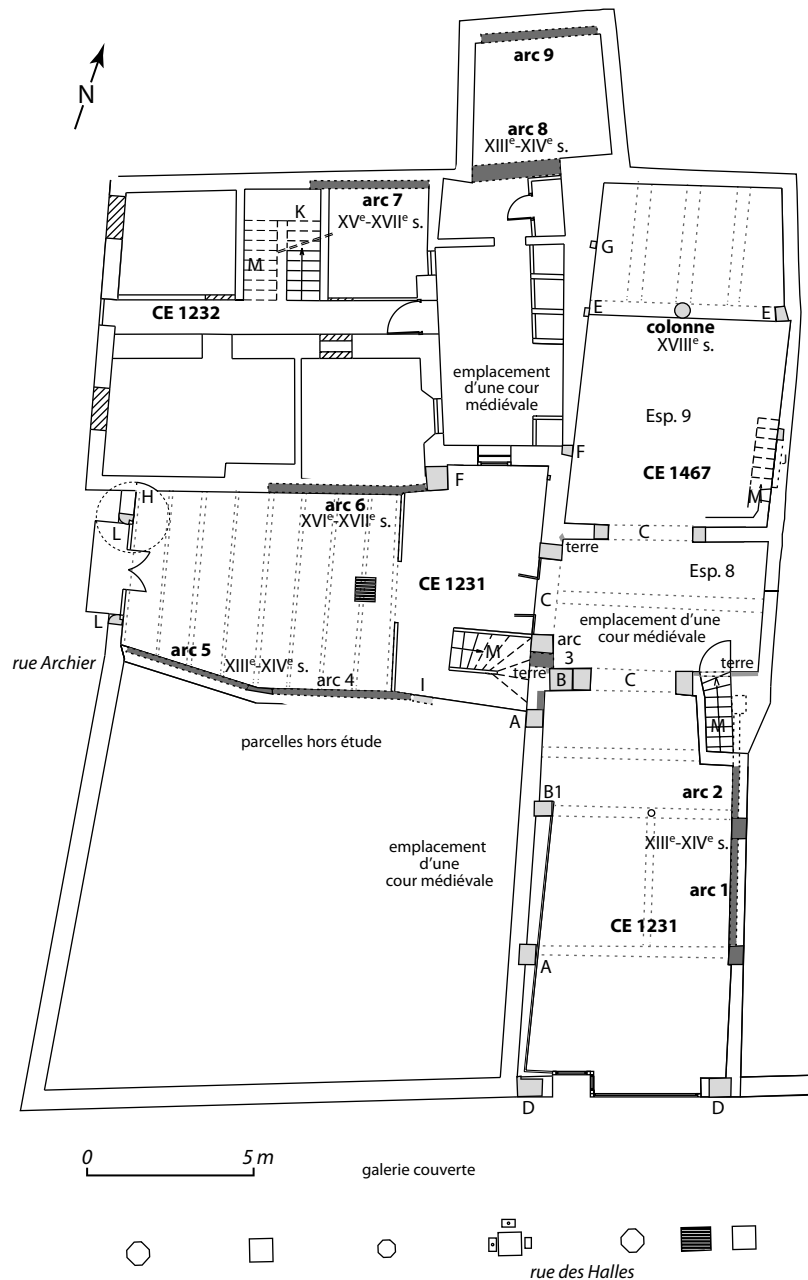 N
arc 9
arc 8
XIIIe-XIVe s.
arc 7
XVe-XVIIe s.
K
M
G
CE 1232
E
E
colonne
XVIIIe s.
emplacement
d'une cour
médiévale
Esp. 9
F
CE 1467
F
M
J
H
arc 6
XVIe-XVIIe s.
L
C
terre
Esp. 8
CE 1231
C
emplacement d'une
cour médiévale
L
rue Archier
arc 5
XIIIe-XIVe s.
arc 4
M
arc
3
terre
terre
I
B
C
A
M
parcelles hors étude
B1
arc 2
emplacement
d'une
cour médiévale
XIIIe-XIVe s.
arc 1
CE 1231
A
D
D
0
5 m
galerie couverte
rue des Halles